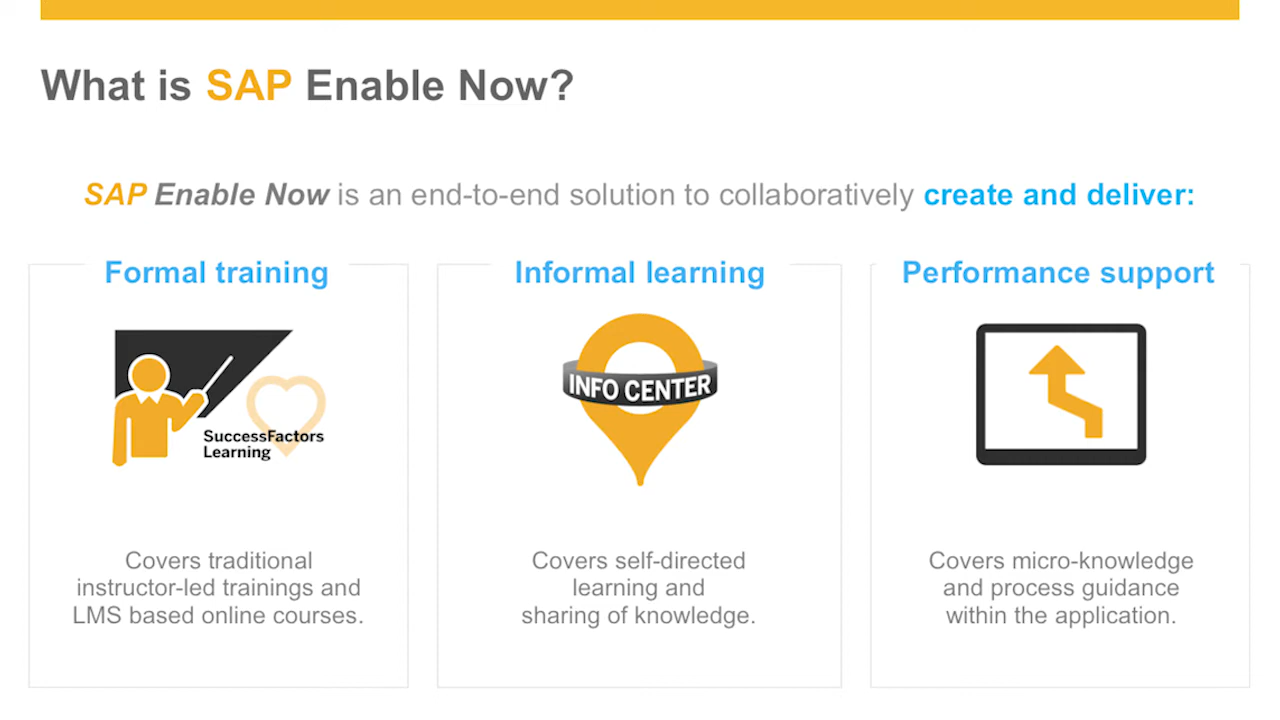 What is SAP Enable Now?
SAP Enable Now is an end-to-end solution to collaboratively create and deliver:
Formal training
SuccessFactors
Learning
Covers traditional
instructor-led trainings and
LMS based online courses.
Informal learning
INFO CENTER
Covers self-directed
learning and
sharing of knowledge.
Performance support
Covers micro-knowledge
and process guidance
within the application.